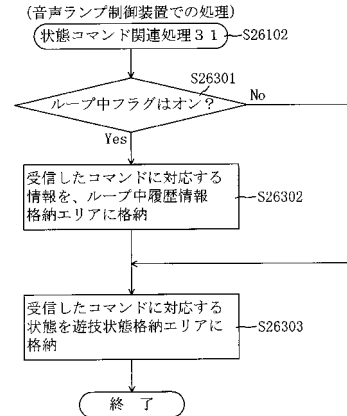 (音声ランプ制御装置での処理)
状態コマンド関連処理31
S26102
S26301
ループ中フラグはオン?
No
Yes
受信したコマンドに対応する
情報を、ループ中履歴情報
格納エリアに格納
S26302
受信したコマンドに対応する
状態を遊技状態格納エリアに
格納
S26303
終 了